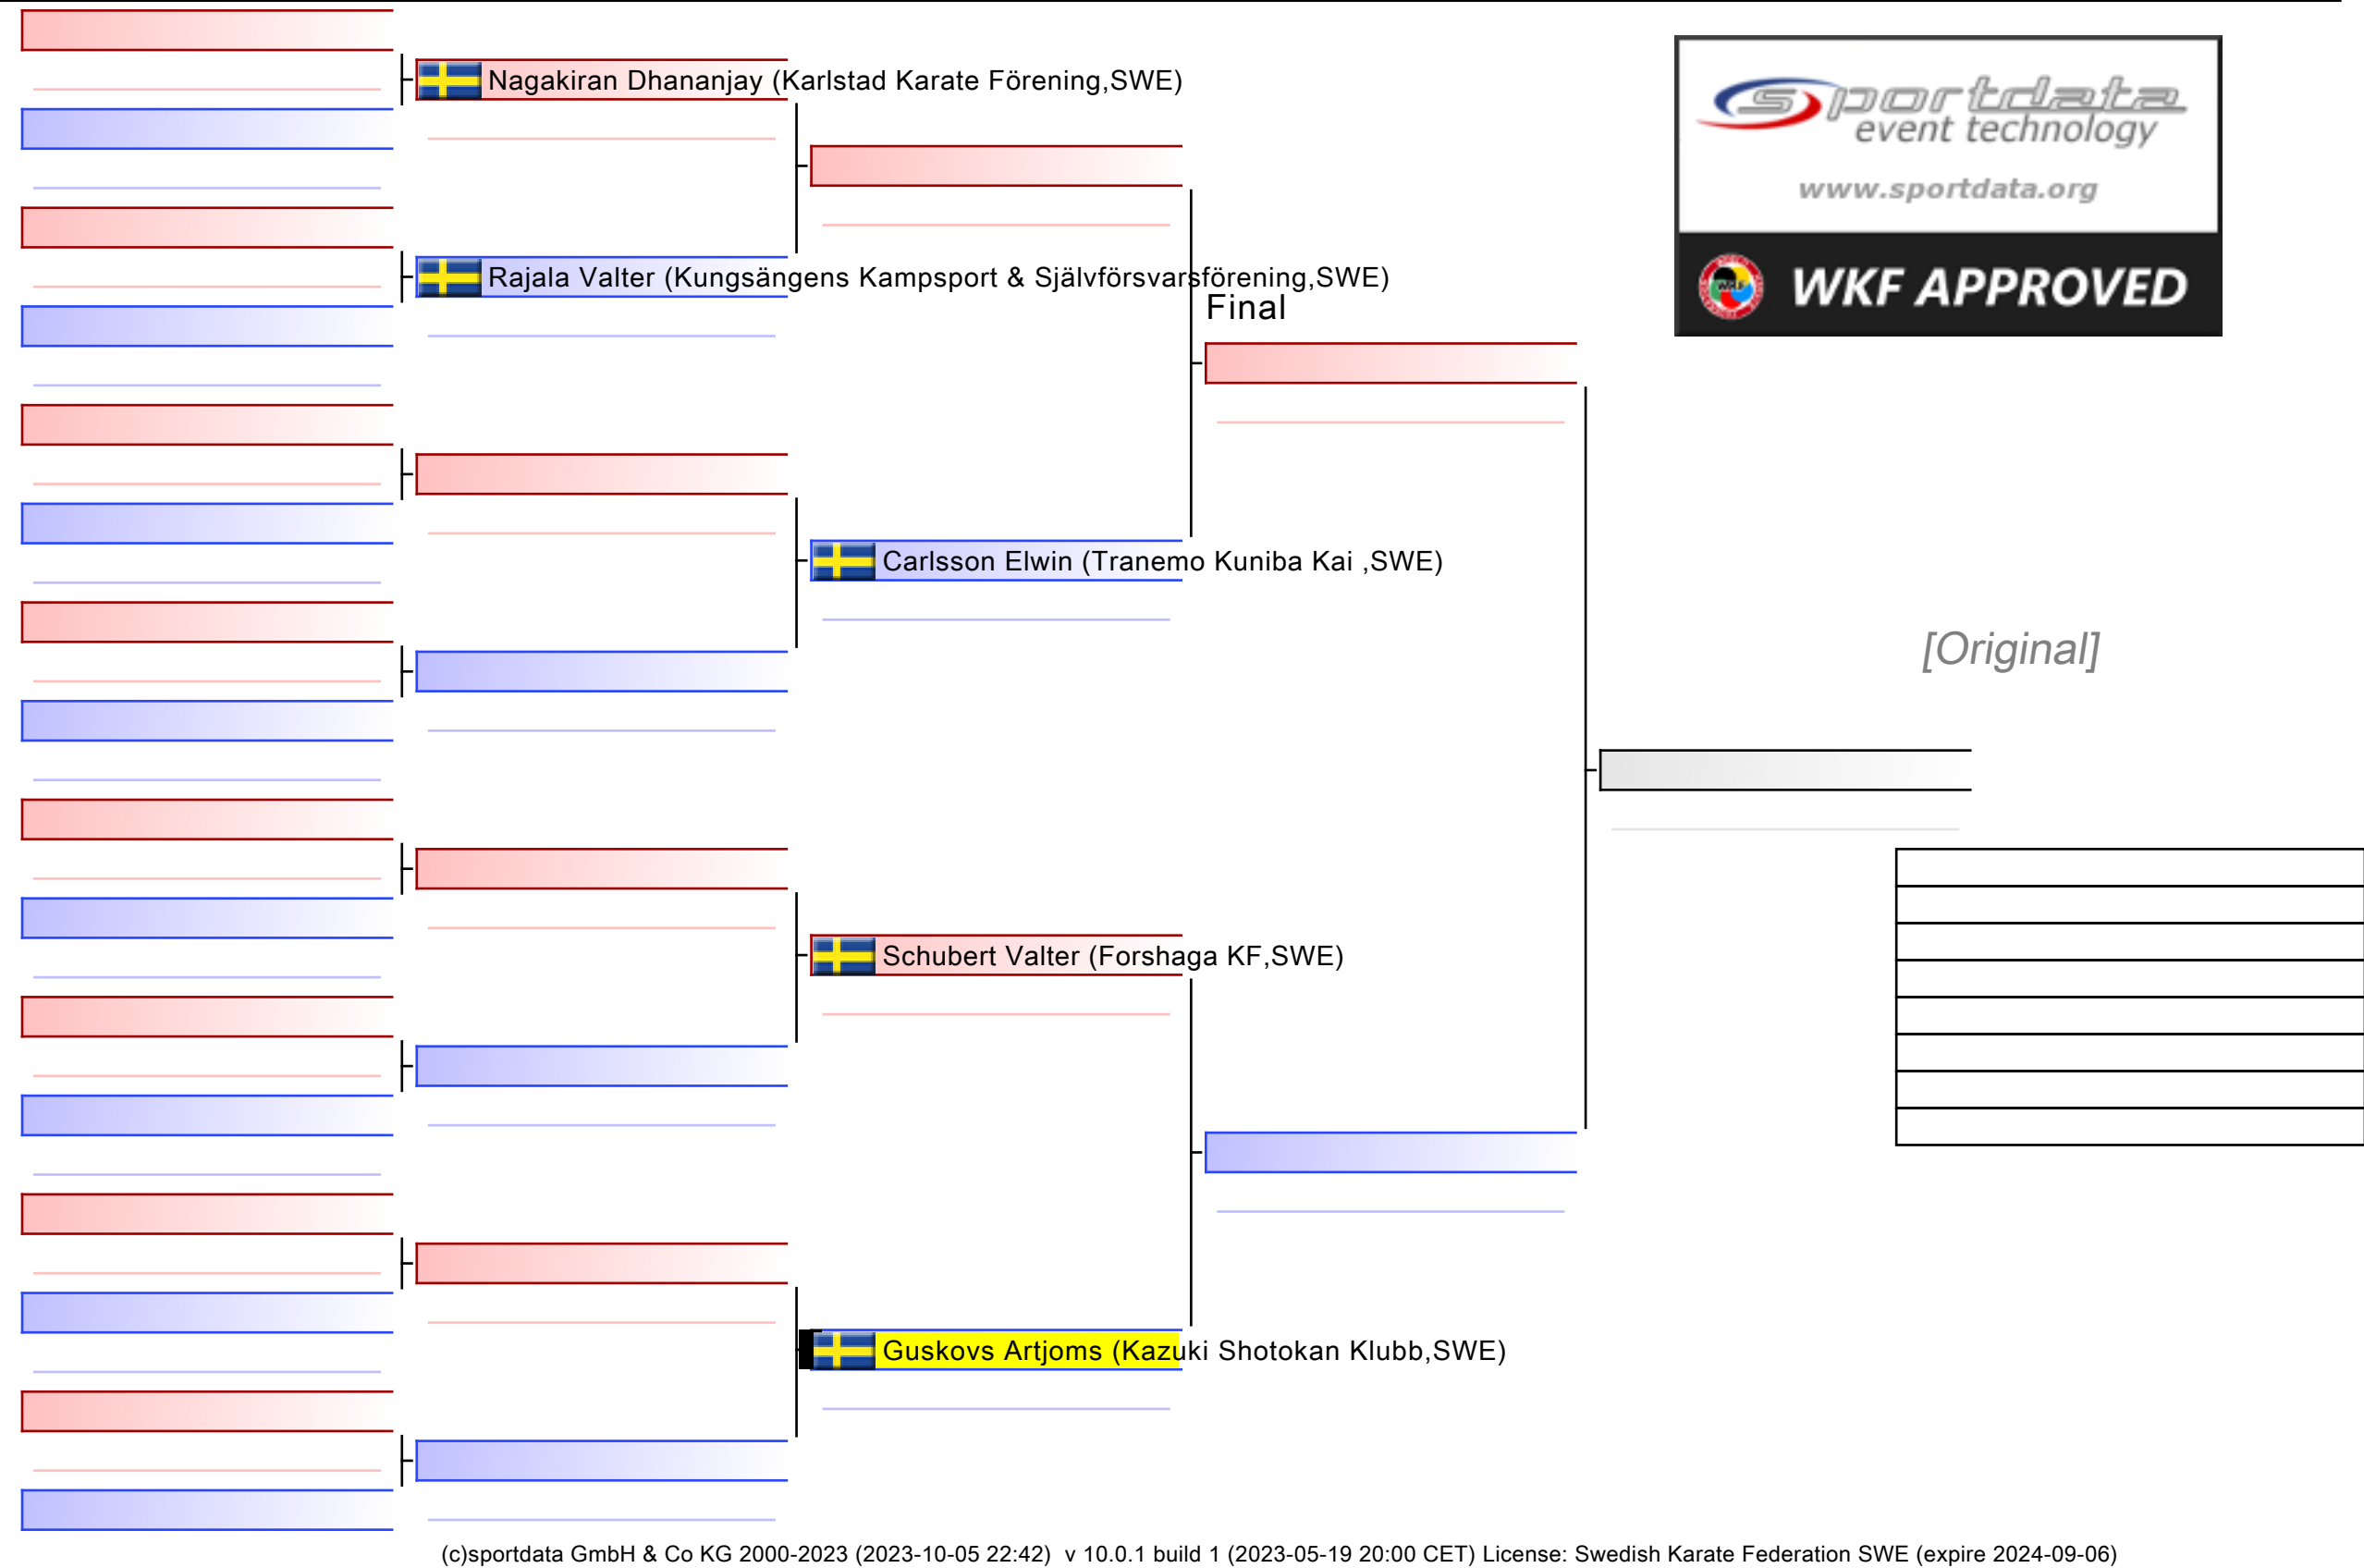 Nagakiran Dhananjay (Karlstad Karate Förening,SWE)
sportdata
event technology
www.sportdata.org
WKF APPROVED
Rajala Valter (Kungsängens Kampsport & Självförsvarsförening,SWE)
Final
Carlsson Elwin (Tranemo Kuniba Kai ,SWE)
[Original]
Schubert Valter (Forshaga KF,SWE)
Guskovs Artjoms (Kazuki Shotokan Klubb,SWE)
(c)sportdata GmbH & Co KG 2000-2023 (2023-10-05 22:42) v 10.0.1 build 1 (2023-05-19 20:00 CET) License: Swedish Karate Federation SWE (expire 2024-09-06)